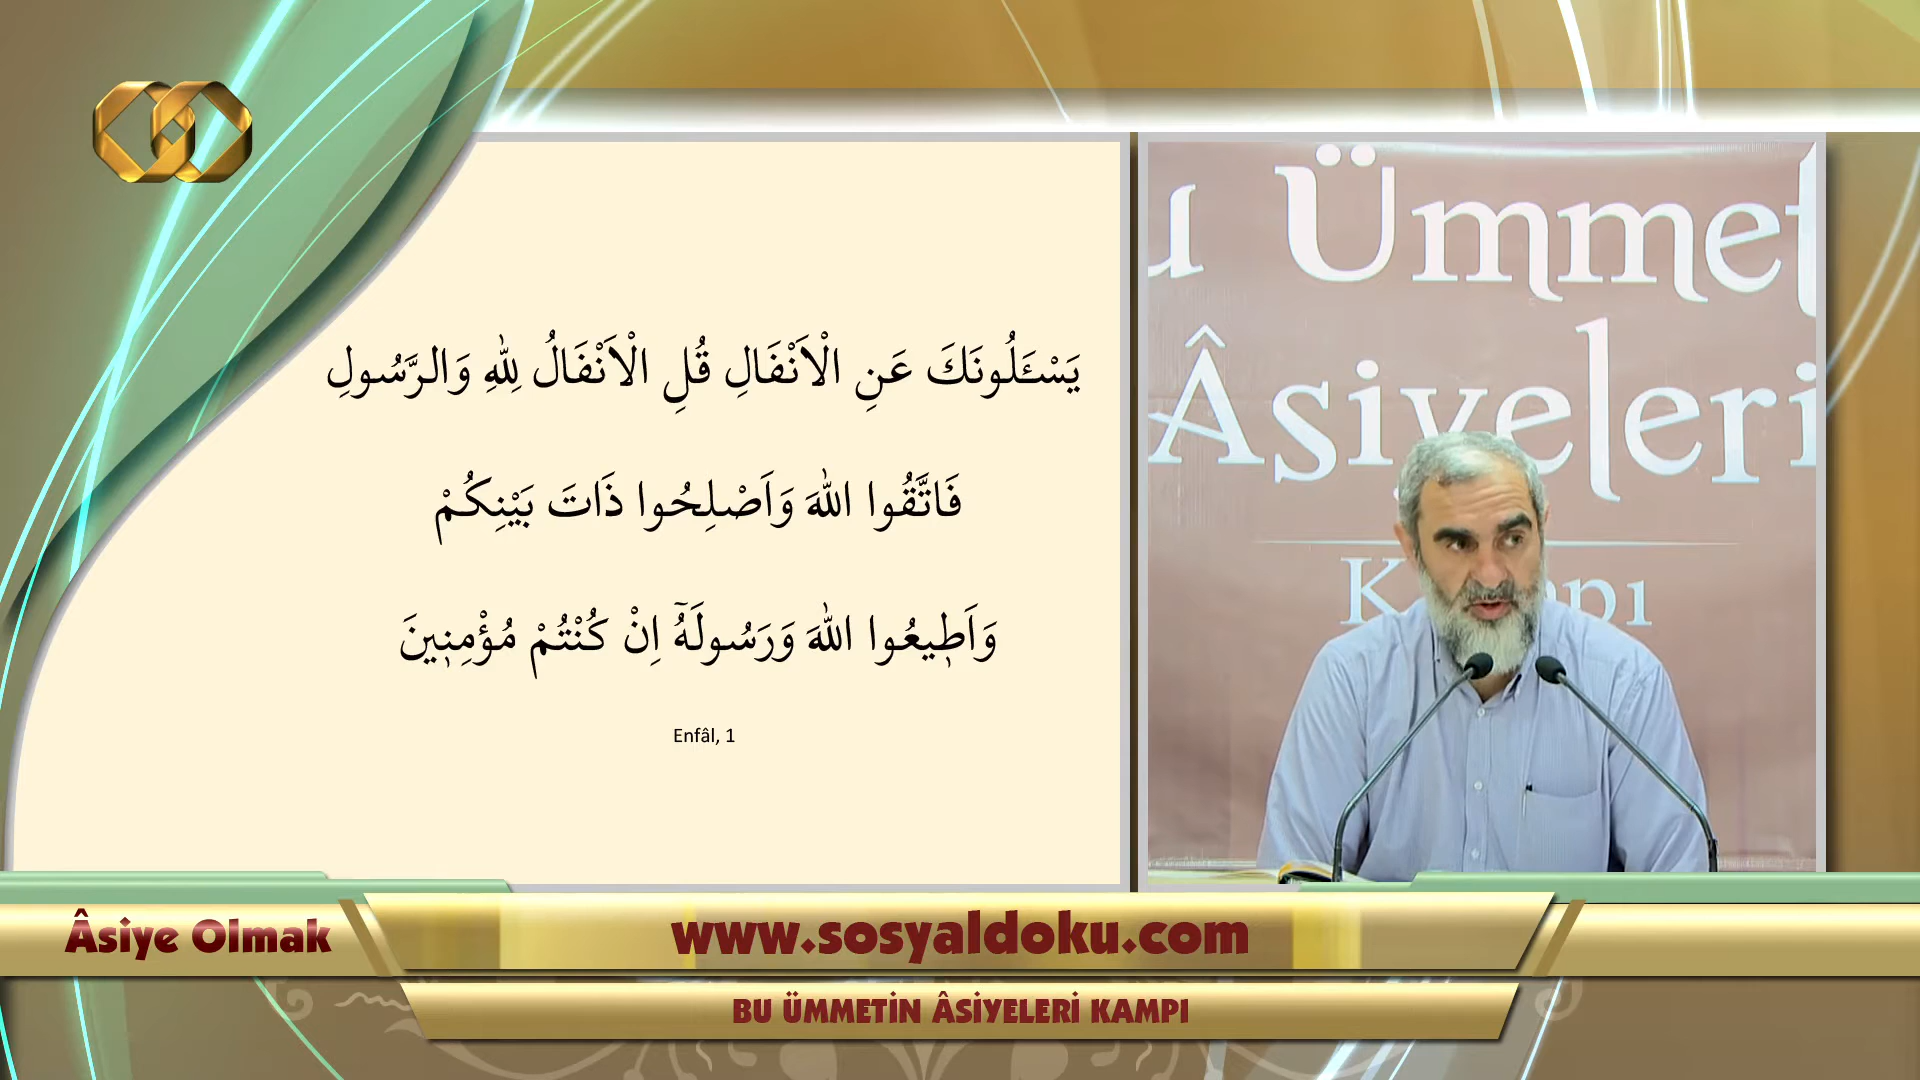 يَسْـَٔلُونَكَ عَنِ الْاَنْفَالِ قُلِ الْاَنْفَالُ لِلّٰهِ وَالرَّسُولِ
فَاتَّقُوا اللّٰهَ وَاَصْلِحُوا ذَاتَ بَيْنِكُمْ
وَاَطٖيعُوا اللّٰهَ وَرَسُولَهُٓ اِنْ كُنْتُمْ مُؤْمِنٖينَ
Enfâl, 1
u Ümmet
Âsiyeleri
Âsiye Olmak
www.sosyaldoku.com
BU ÜMMETİN ÂSİYELERİ KAMPI